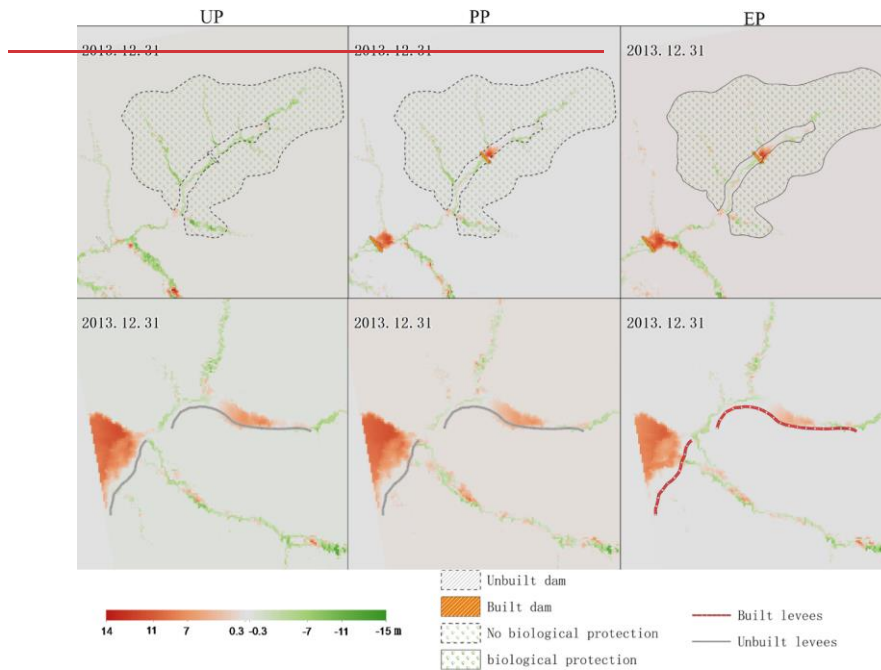 UP PP EP
2013.12.31 2013.12.31 2013.12.31
2013.12.31 2013.12.31 2013.12.31
Unbuilt dam
Built dam
No biological protection
biological protection
Built levees
Unbuilt levees
14 11 7 0.3 -0.3 -7 -11 -15 m